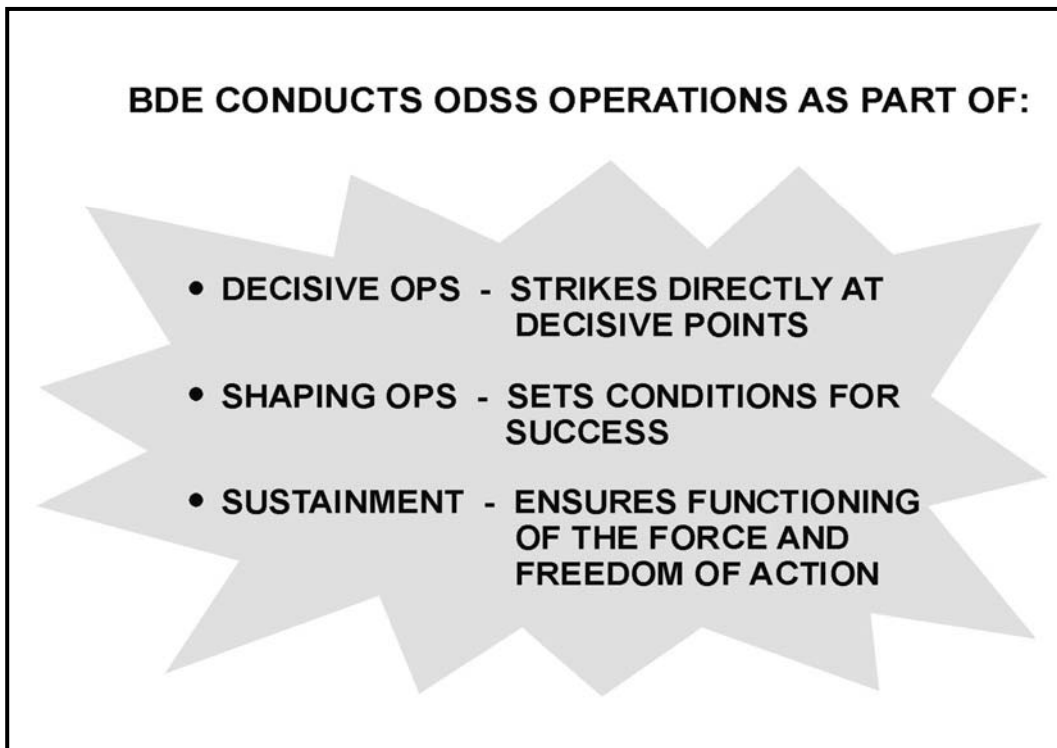 BDE CONDUCTS ODSS OPERATIONS AS PART OF:
• DECISIVE OPS - STRIKES DIRECTLY AT
DECISIVE POINTS
• SHAPING OPS - SETS CONDITIONS FOR
SUCCESS
• SUSTAINMENT - ENSURES FUNCTIONING
OF THE FORCE AND
FREEDOM OF ACTION